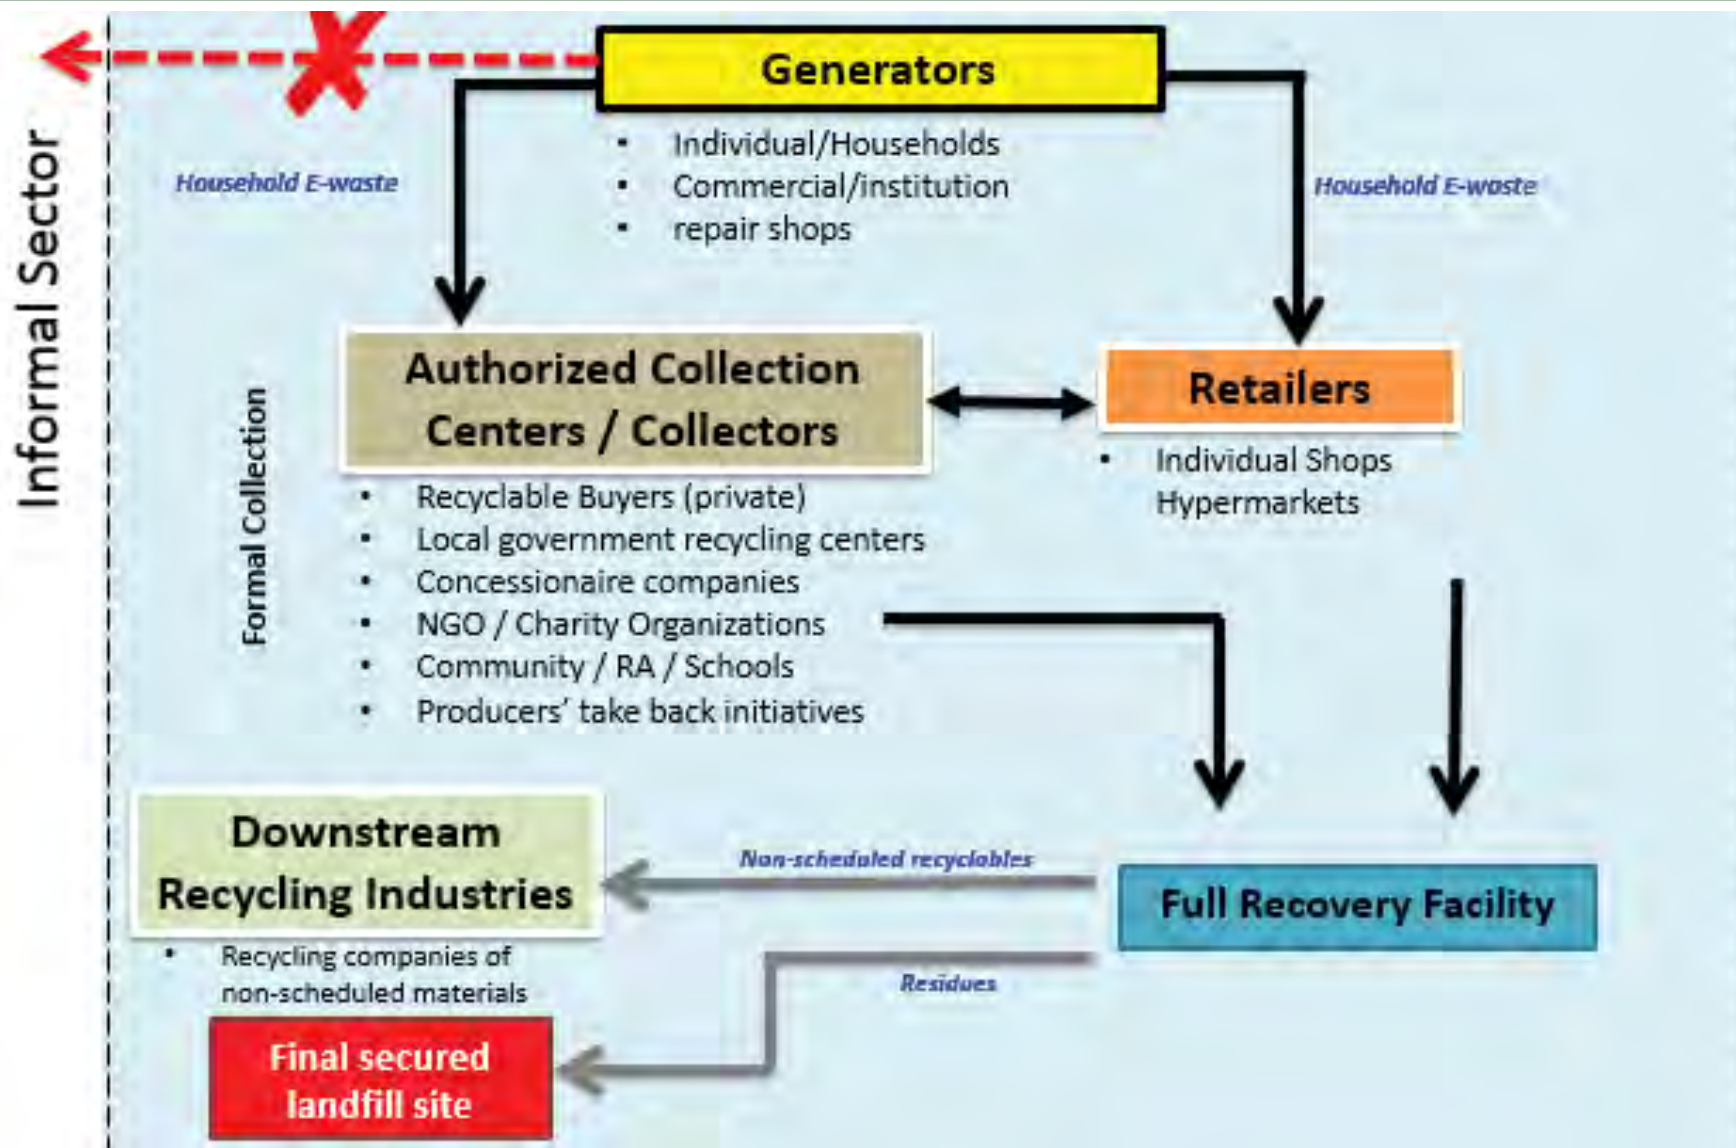 Generators
Individual/Households
Commercial/institution
repair shops
Household E-waste
Household E-waste
Informal Sector
Authorized Collection
Centers / Collectors
Retailers
Individual Shops
Hypermarkets
Formal Collection
Recyclable Buyers (private)
Local government recycling centers
Concessionaire companies
NGO / Charity Organizations
Community / RA / Schools
Producers' take back initiatives
Downstream
Recycling Industries
Non-scheduled recyclables
Full Recovery Facility
Recycling companies of
non-scheduled materials
Residues
Final secured
landfill site